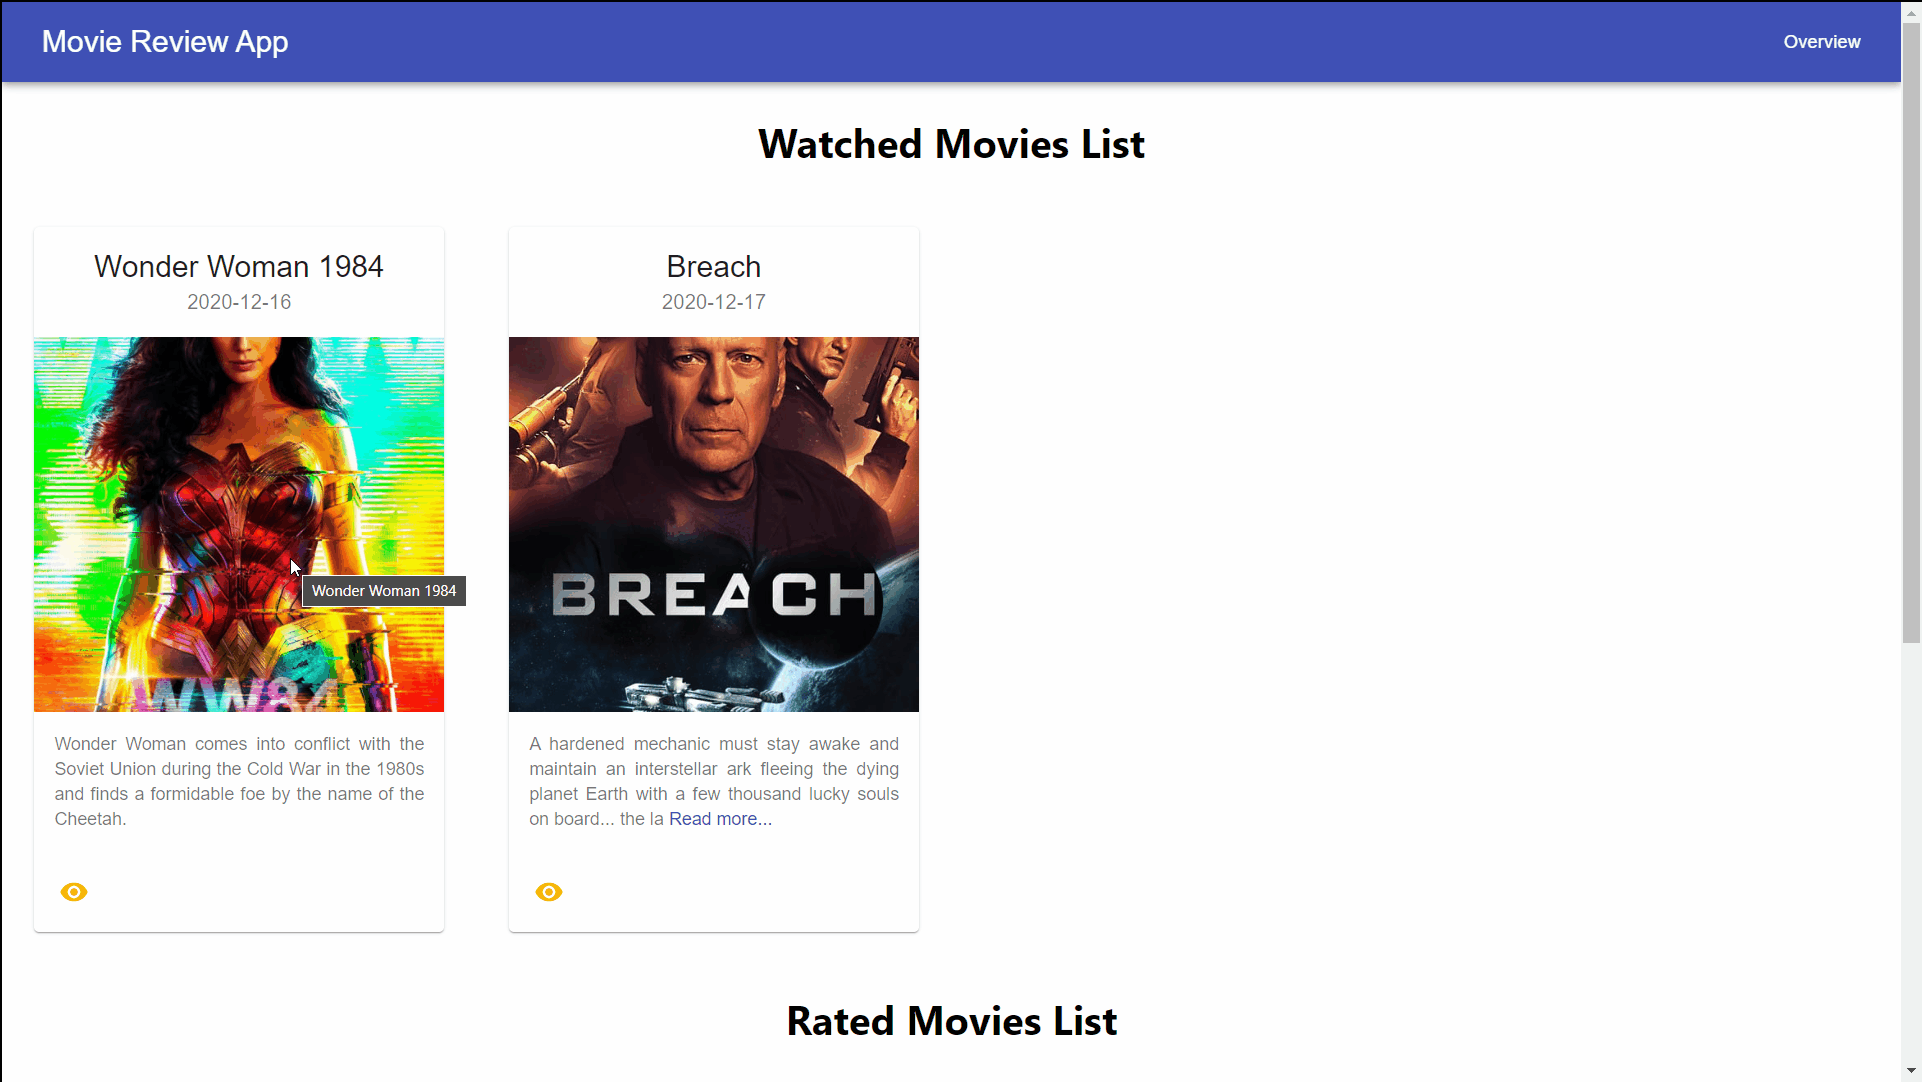 Movie Review App
Overview
Watched Movies List
Wonder Woman 1984
2020-12-16
WW84
Wonder Woman 1984
Wonder Woman comes into conflict with the
Soviet Union during the Cold War in the 1980s
and finds a formidable foe by the name of the
Cheetah.
Breach
2020-12-17
BREACH
A hardened mechanic must stay awake and
maintain an interstellar ark fleeing the dying
planet Earth with a few thousand lucky souls
on board... the la Read more...
Rated Movies List